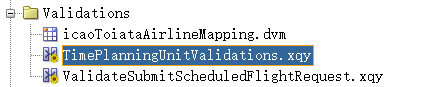 Validations
icaoToiataAirlineMapping.dvm
TimePlanningUnitValidations.xqy
ValidateSubmitScheduledFlightRequest.xqy